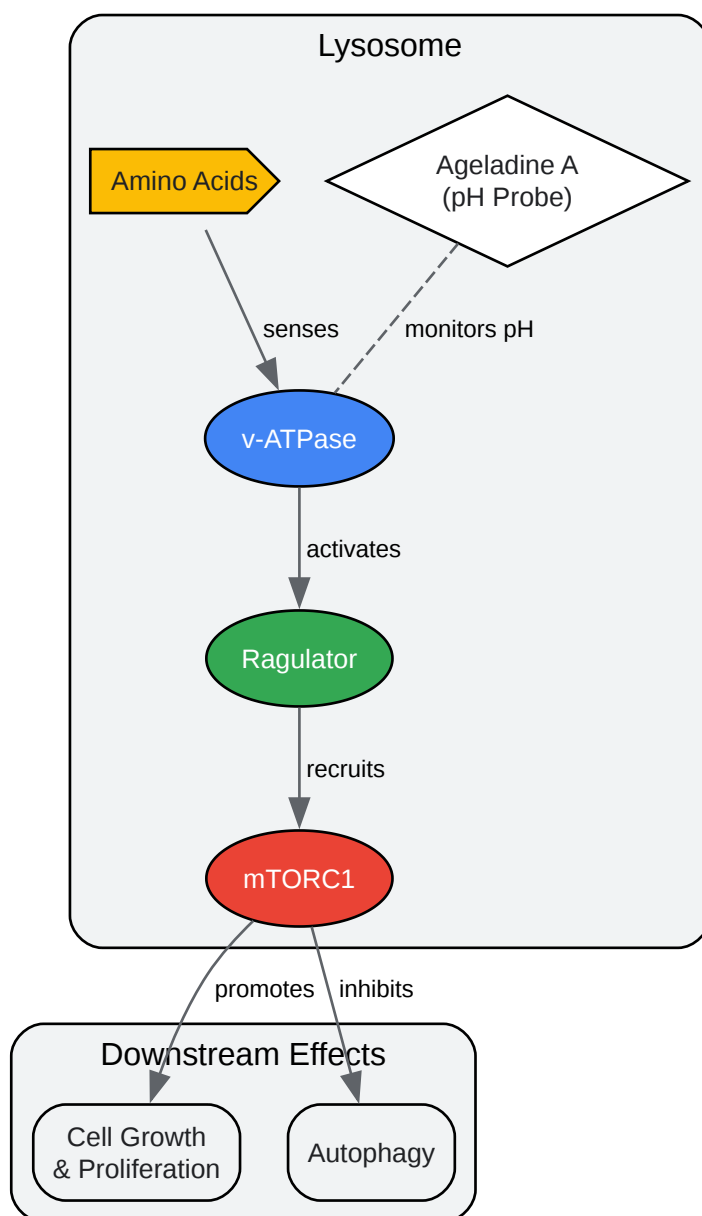 Lysosome
Amino Acids
Ageladine A
(pH Probe)
senses
monitors pH
v-ATPase
activates
Ragulator
recruits
mTORC1
promotes
inhibits
Downstream Effects
Cell Growth
& Proliferation
Autophagy